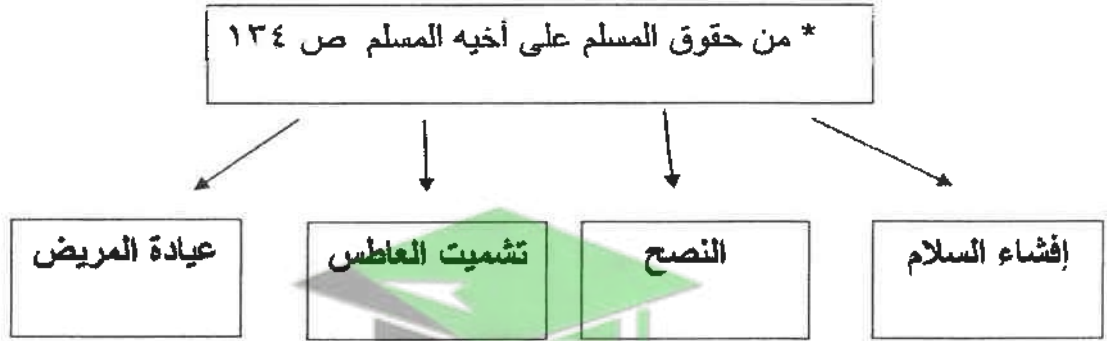 * من حقوق المسلم على أخيه المسلم ص ١٣٤
إفشاء السلام
النصح
تشميت العاطس
عيادة المريض